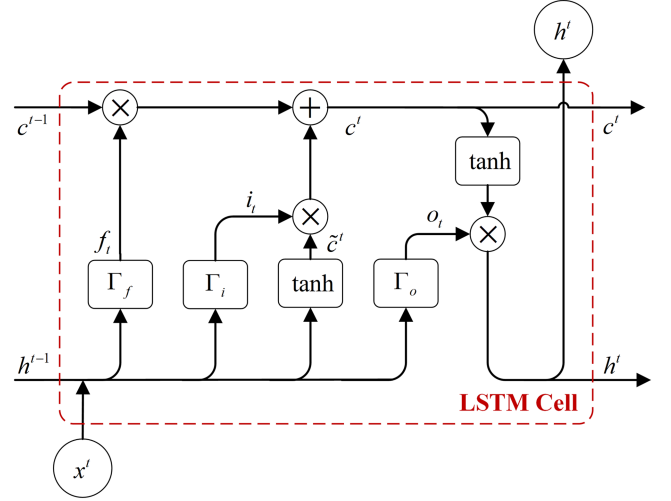 h^t
×
+
c^{t-1}
c^t
c^t
tanh
i_t
×
o_t
×
f_t
c̃^t
Γ_f
Γ_i
tanh
Γ_o
h^{t-1}
h^t
LSTM Cell
x^t